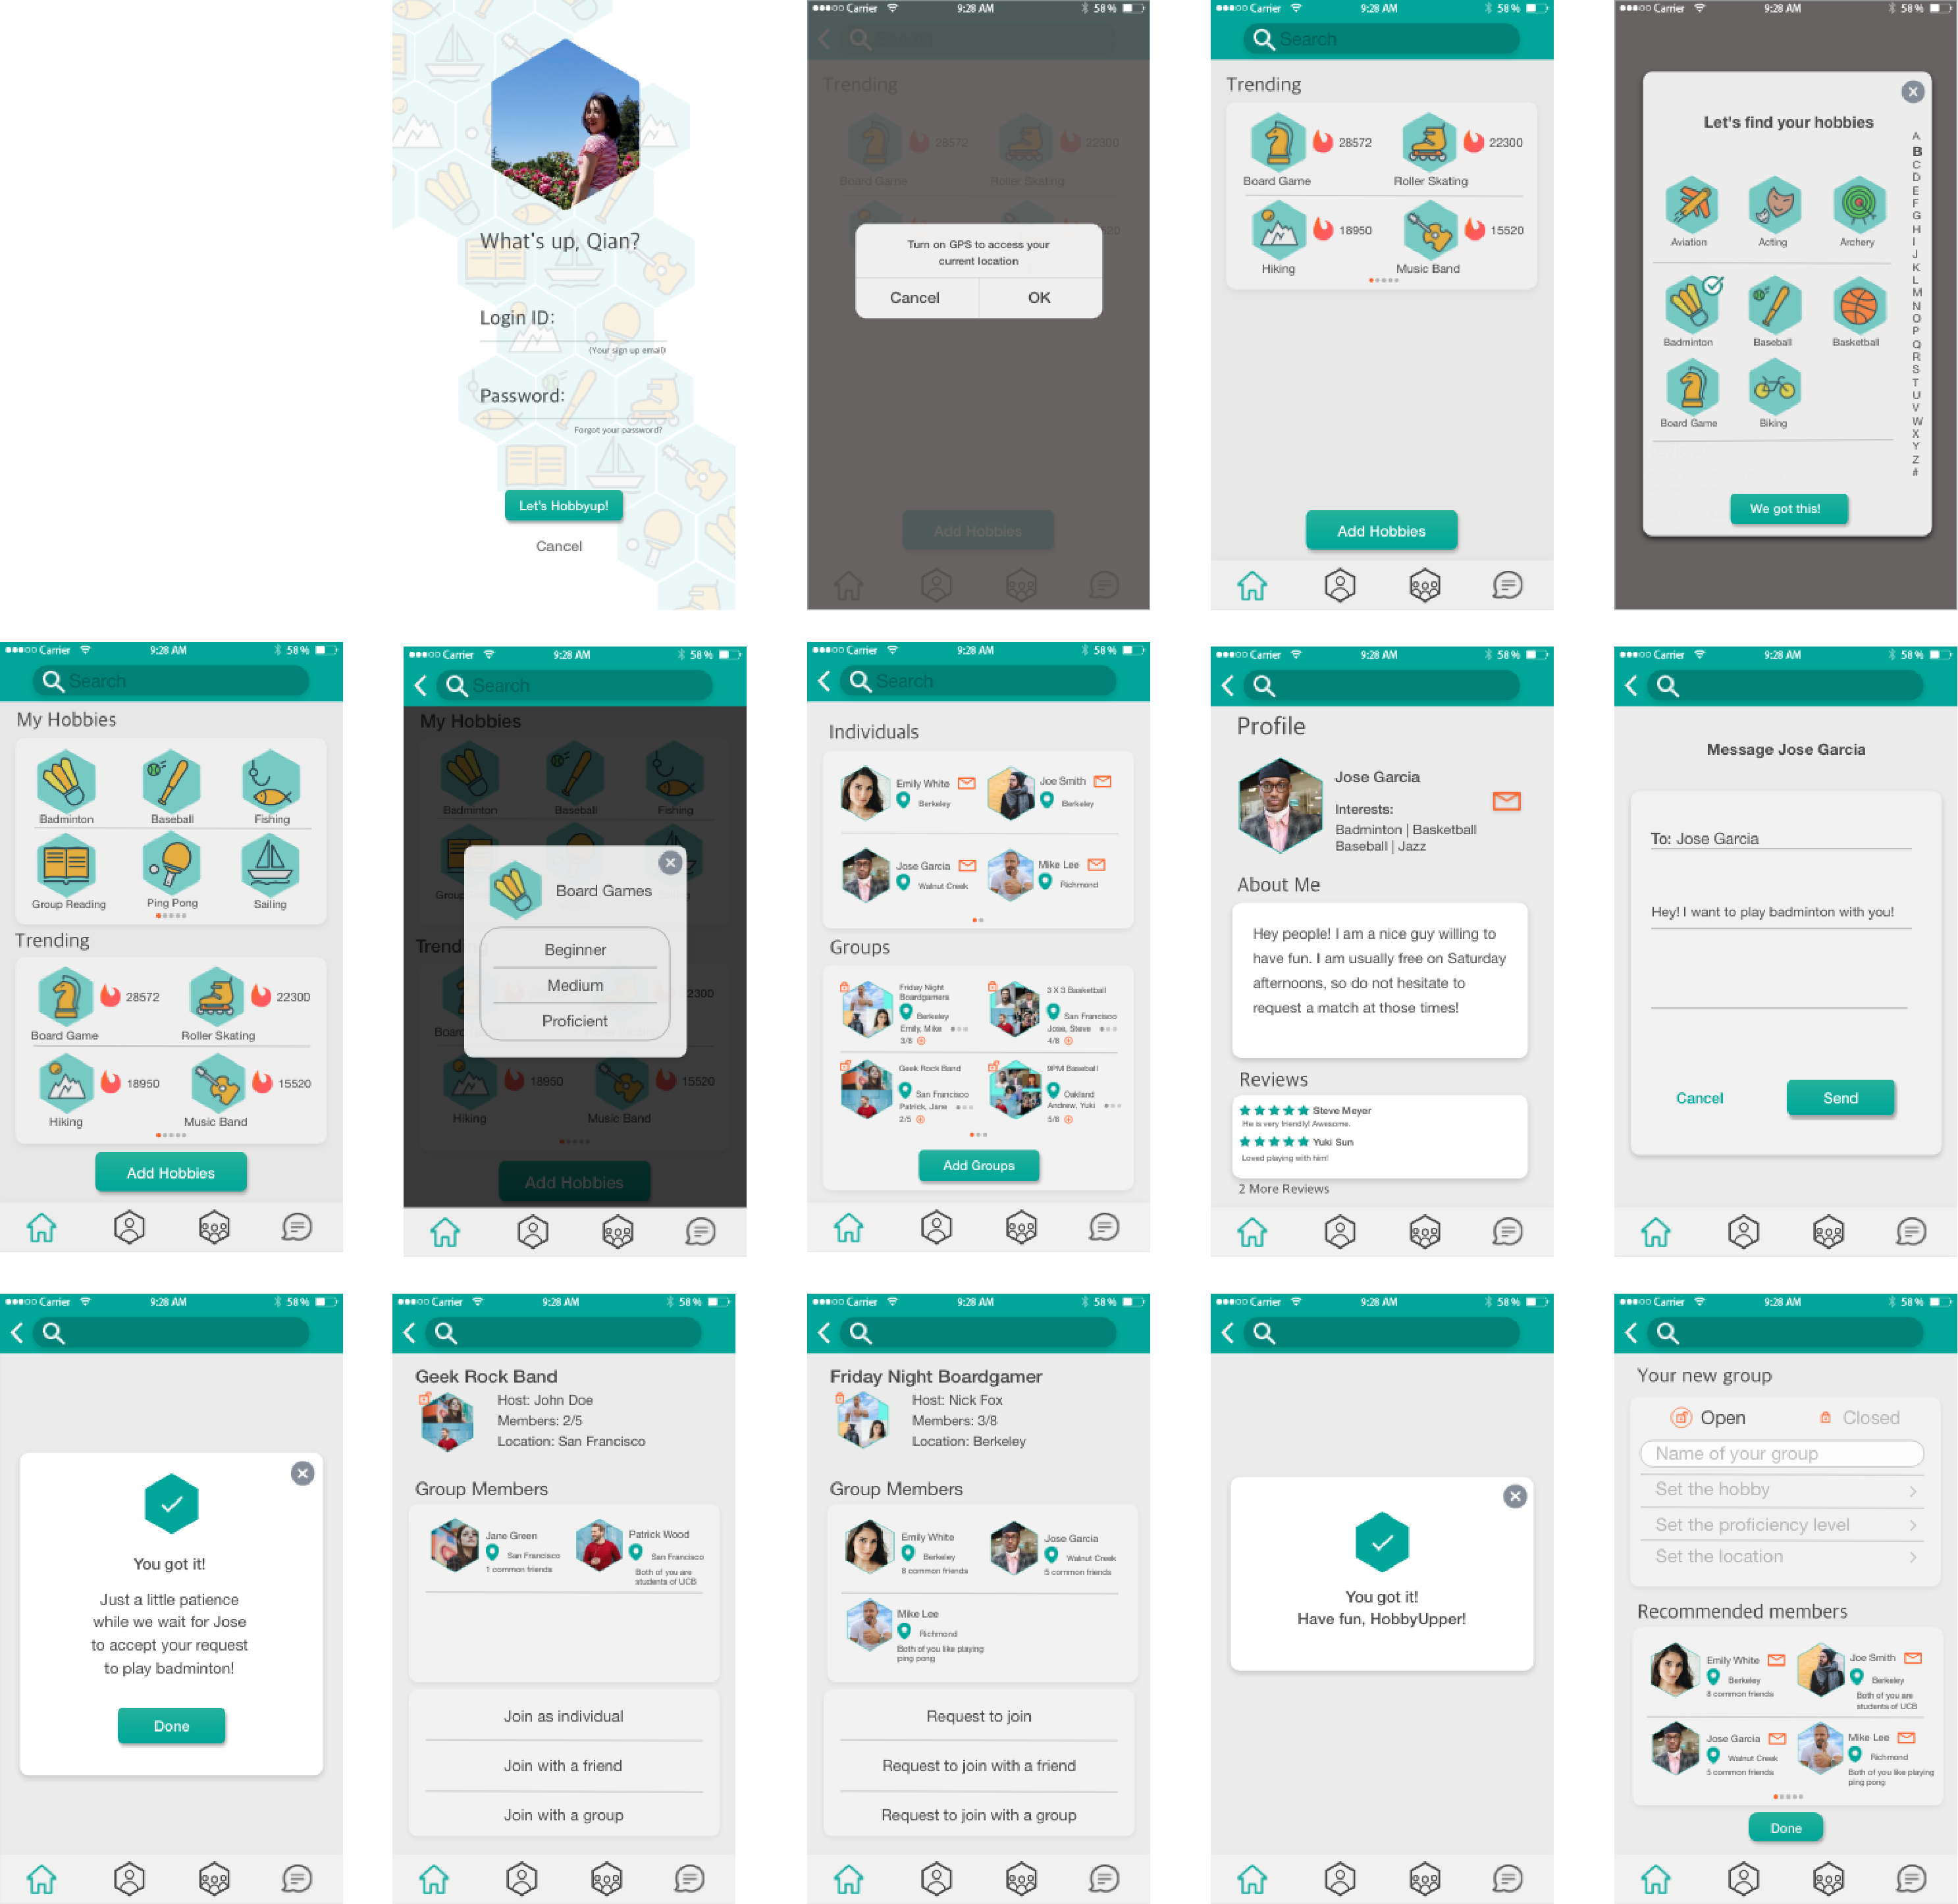 What's up, Qian?
Login ID:
(Your sign up email)
Password:
Forgot your password?
Let's Hobbyup!
Cancel
Carrier 9:28 AM 58 %
Trending
28572 22300
Board Game Roller Skating
Turn on GPS to access your
current location
Cancel OK
Add Hobbies
Carrier 9:28 AM 58 %
Search
Trending
28572 22300
Board Game Roller Skating
18950 15520
Hiking Music Band
Add Hobbies
Carrier 9:28 AM 58 %
Let's find your hobbies
Aviation Acting Archery
Badminton Baseball Basketball
Board Game Biking
A
B
C
D
E
F
G
H
I
J
K
L
M
N
O
P
Q
R
S
T
U
V
W
X
Y
Z
#
We got this!
Carrier 9:28 AM 58 %
Search
My Hobbies
Badminton Baseball Fishing
Group Reading Ping Pong Sailing
Trending
28572 22300
Board Game Roller Skating
18950 15520
Hiking Music Band
Add Hobbies
Carrier 9:28 AM 58 %
Search
My Hobbies
Badminton Baseball Fishing
Board Games
Beginner
Medium
Proficient
18950 15520
Hiking Music Band
Add Hobbies
Carrier 9:28 AM 58 %
Search
Individuals
Emily White Joe Smith
Berkeley Berkeley
Jose Garcia Mike Lee
Walnut Creek Richmond
Groups
Friday Night
Boardgamers
Berkeley
Emily, Mike
3/8
3 X 3 Basketball
San Francisco
Jose, Steve
4/8
Geek Rock Band
San Francisco
Patrick, Jane
2/5
9PM Baseball
Oakland
Andrew, Yuki
5/8
Add Groups
Carrier 9:28 AM 58 %
Profile
Jose Garcia
Interests:
Badminton | Basketball
Baseball | Jazz
About Me
Hey people! I am a nice guy willing to
have fun. I am usually free on Saturday
afternoons, so do not hesitate to
request a match at those times!
Reviews
Steve Meyer
He is very friendly! Awesome.
Yuki Sun
Loved playing with him!
2 More Reviews
Carrier 9:28 AM 58 %
Message Jose Garcia
To: Jose Garcia
Hey! I want to play badminton with you!
Cancel Send
Carrier 9:28 AM 58 %
You got it!
Just a little patience
while we wait for Jose
to accept your request
to play badminton!
Done
Carrier 9:28 AM 58 %
Geek Rock Band
Host: John Doe
Members: 2/5
Location: San Francisco
Group Members
Jane Green
San Francisco
1 common friends
Patrick Wood
San Francisco
Both of you are
students of UCB
Join as individual
Join with a friend
Join with a group
Carrier 9:28 AM 58 %
Friday Night Boardgamer
Host: Nick Fox
Members: 3/8
Location: Berkeley
Group Members
Emily White
Berkeley
8 common friends
Jose Garcia
Walnut Creek
5 common friends
Mike Lee
Richmond
Both of you like playing
ping pong
Request to join
Request to join with a friend
Request to join with a group
Carrier 9:28 AM 58 %
You got it!
Have fun, HobbyUpper!
Carrier 9:28 AM 58 %
Your new group
Open Closed
Name of your group
Set the hobby
Set the proficiency level
Set the location
Recommended members
Emily White
Berkeley
8 common friends
Joe Smith
Berkeley
Both of you are
students of UCB
Jose Garcia
Walnut Creek
5 common friends
Mike Lee
Richmond
Both of you like playing
ping pong
Done